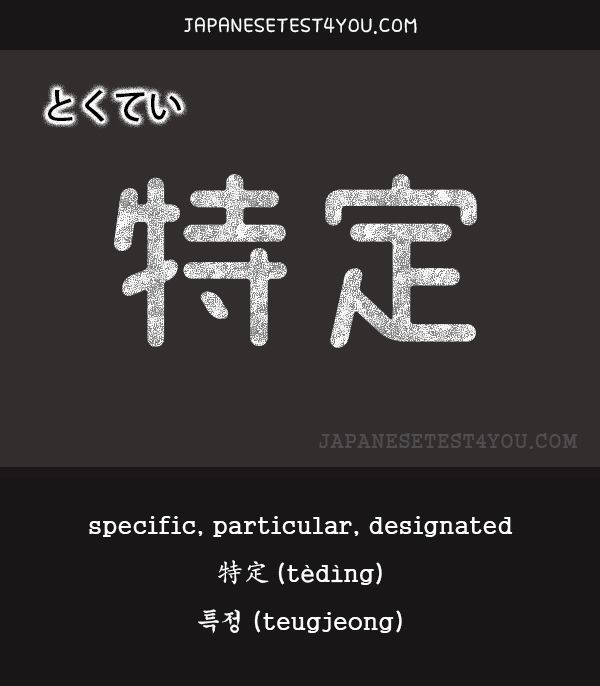 JAPANESETEST4YOU.COM
とくてい
特定
JAPANESETEST4YOU.COM
specific, particular, designated
特定 (tèdìng)
특정 (teugjeong)